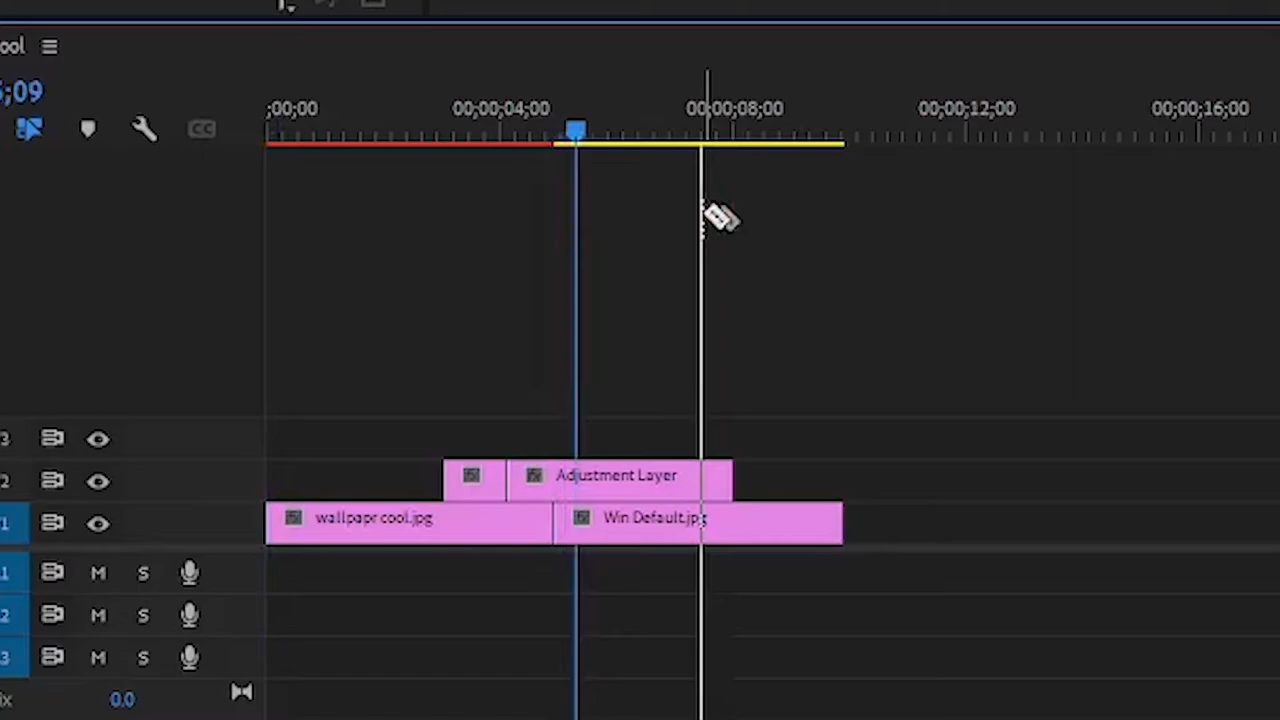 ool
;09
CC
;00;00 00;00;04;00 00;00;08;00 00;00;12;00 00;00;16;00
3
2 Adjustment Layer
1 wallpapr cool.jpg Win Default.jpg
1 M S
2 M S
3 M S
ix 0.0